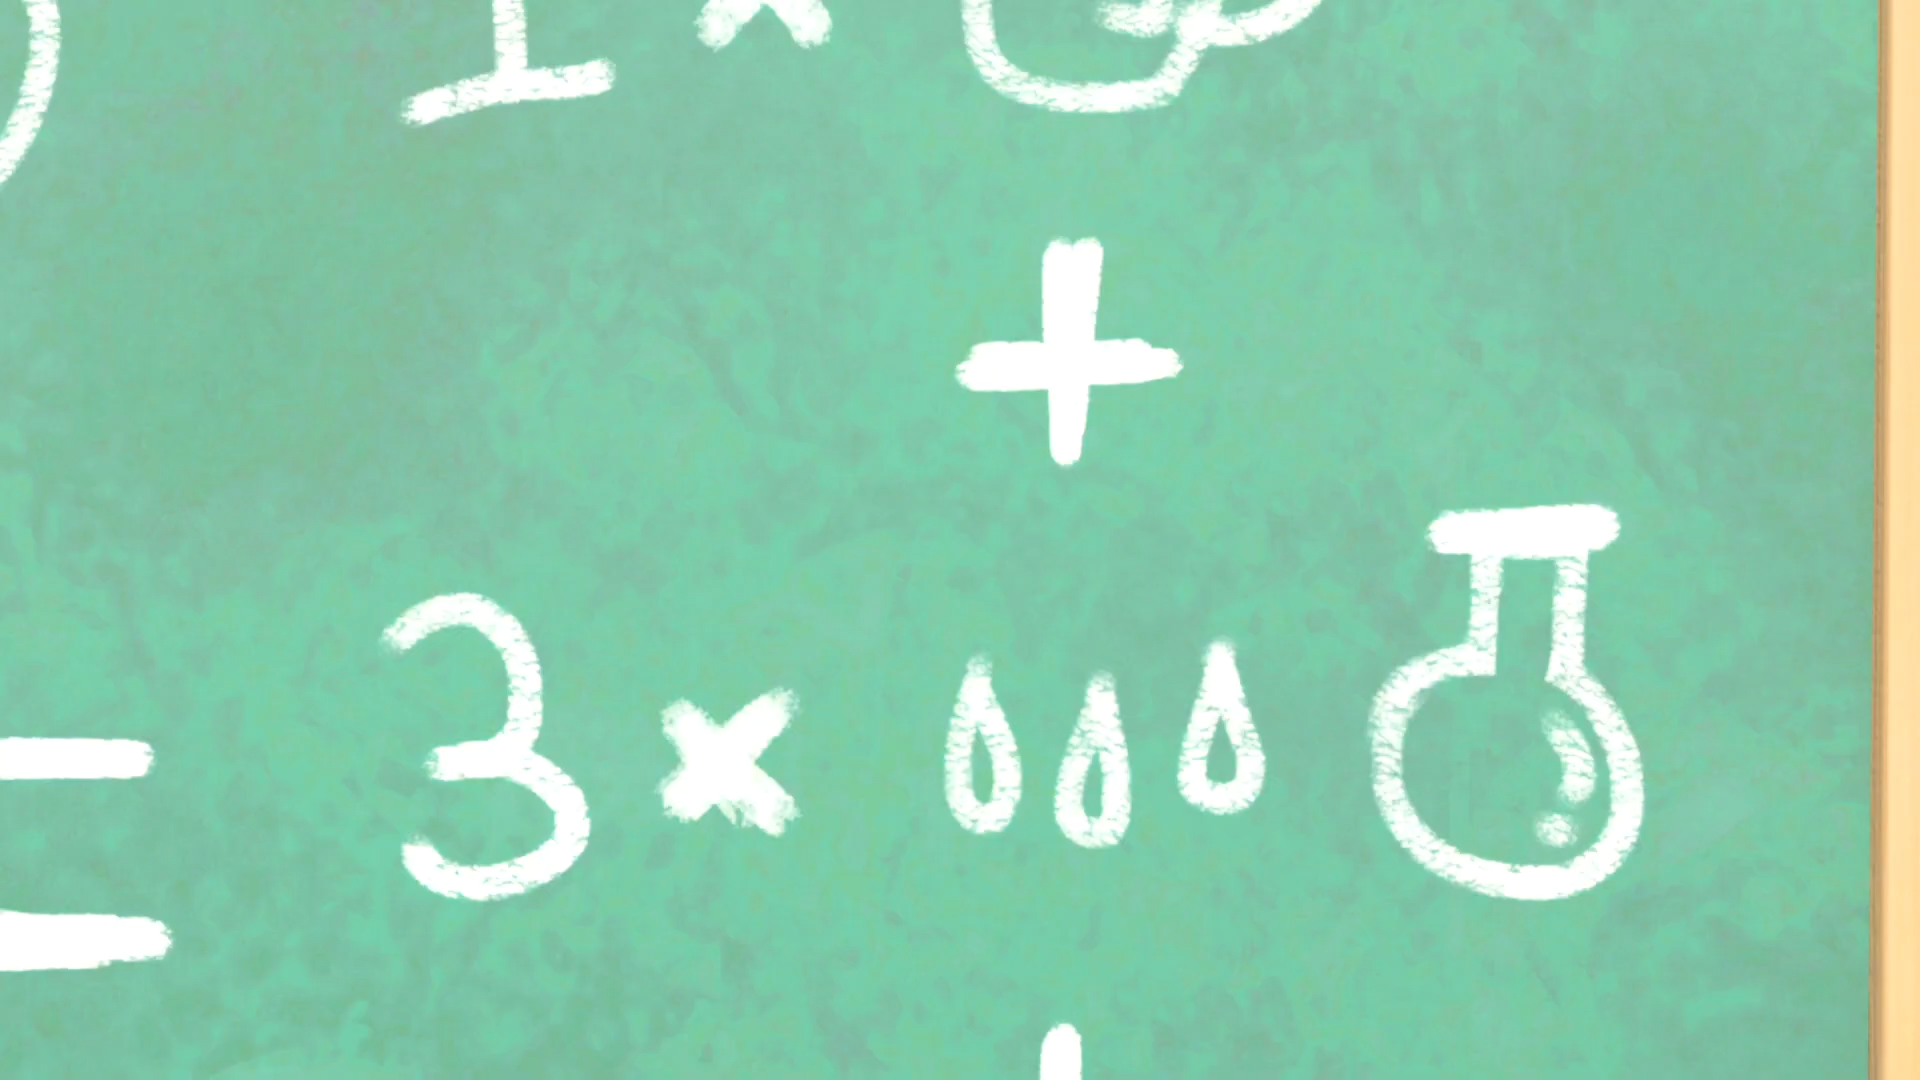 1 ×
+
= 3 ×